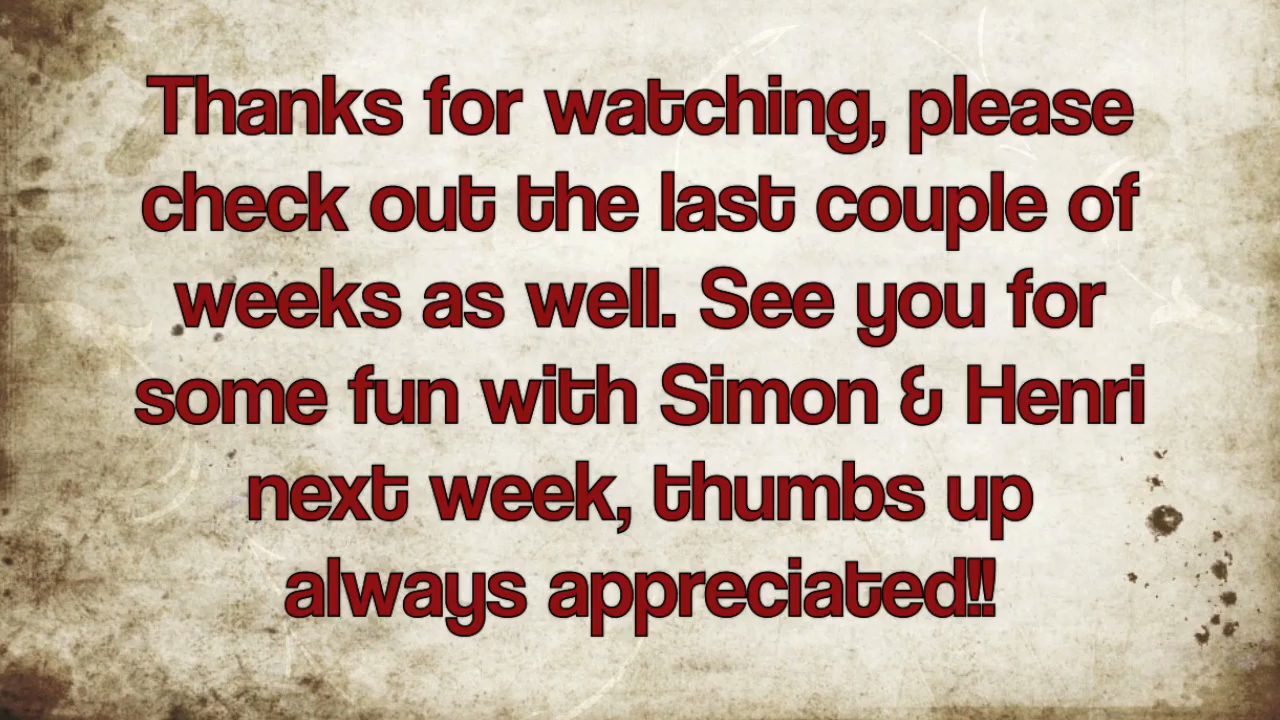 Thanks for watching, please
check out the last couple of
weeks as well. See you for
some fun with Simon & Henri
next week, thumbs up
always appreciated!!